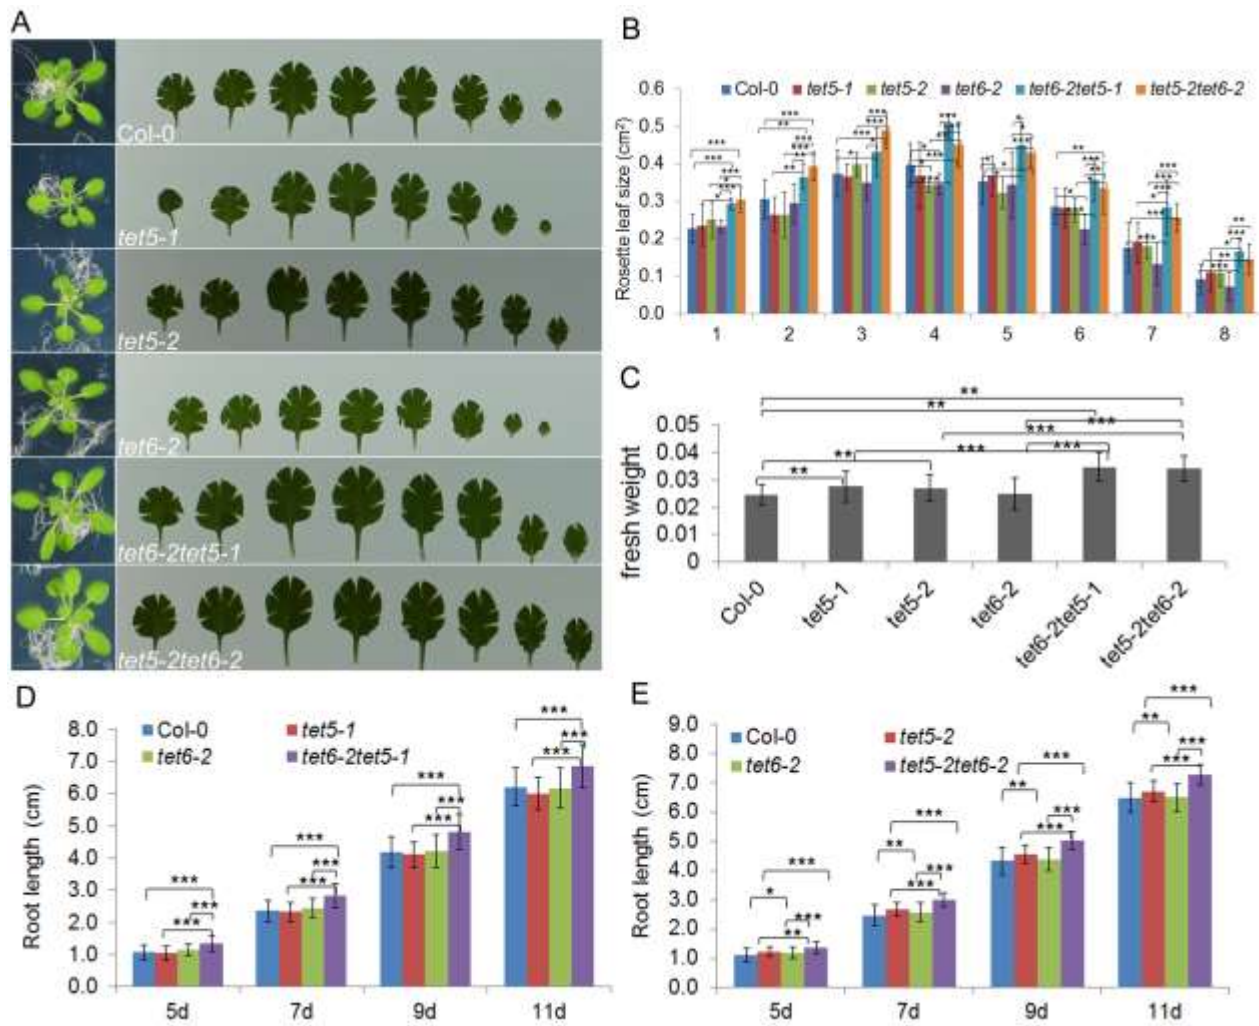 A
Col-0
tet5-1
tet5-2
tet6-2
tet6-2tet5-1
tet5-2tet6-2
B
Col-0 tet5-1 tet5-2 tet6-2 tet6-2tet5-1 tet5-2tet6-2
Rosette leaf size (cm²)
0.6
0.5
0.4
0.3
0.2
0.1
0.0
1 2 3 4 5 6 7 8
C
fresh weight
0.05
0.04
0.03
0.02
0.01
0
** ** *** *** *** *** ** **
Col-0 tet5-1 tet5-2 tet6-2 tet6-2tet5-1 tet5-2tet6-2
D
Col-0 tet5-1
tet6-2 tet6-2tet5-1
Root length (cm)
8.0
7.0
6.0
5.0
4.0
3.0
2.0
1.0
0.0
*** *** *** *** *** *** *** *** *** *** *** ***
5d 7d 9d 11d
E
Col-0 tet5-2
tet6-2 tet5-2tet6-2
Root length (cm)
9.0
8.0
7.0
6.0
5.0
4.0
3.0
2.0
1.0
0.0
*** * *** ** *** ** *** *** *** ** *** *** *** ** *** ***
5d 7d 9d 11d